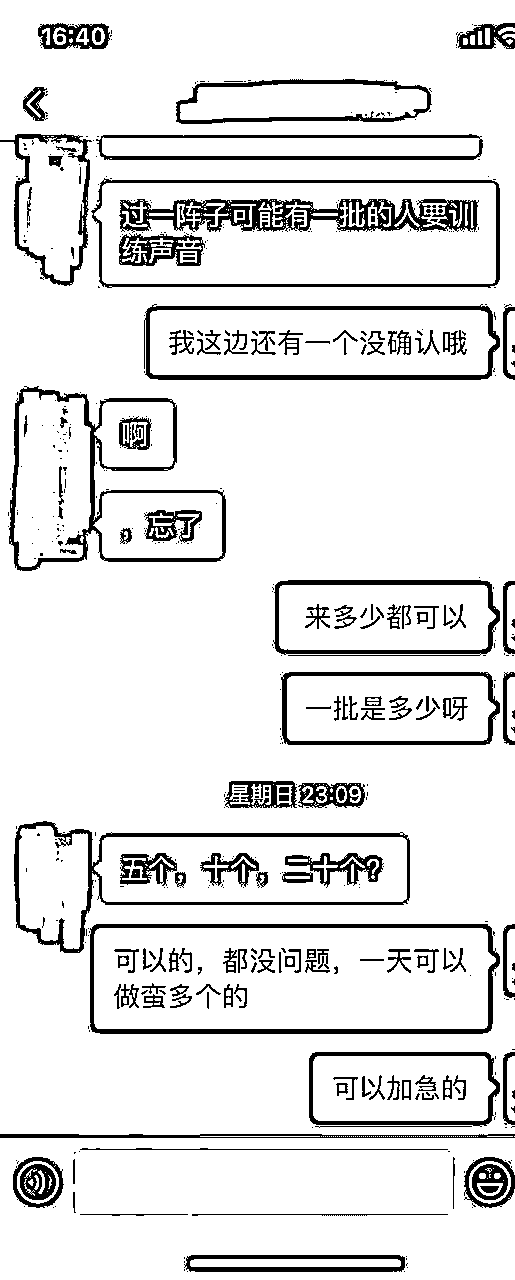 16:40
过一阵子可能有一批的人要训
练声音
我这边还有一个没确认哦
啊
，忘了
来多少都可以
一批是多少呀
星期日 23:09
五个，十个，二十个？
可以的，都没问题，一天可以
做蛮多个的
可以加急的